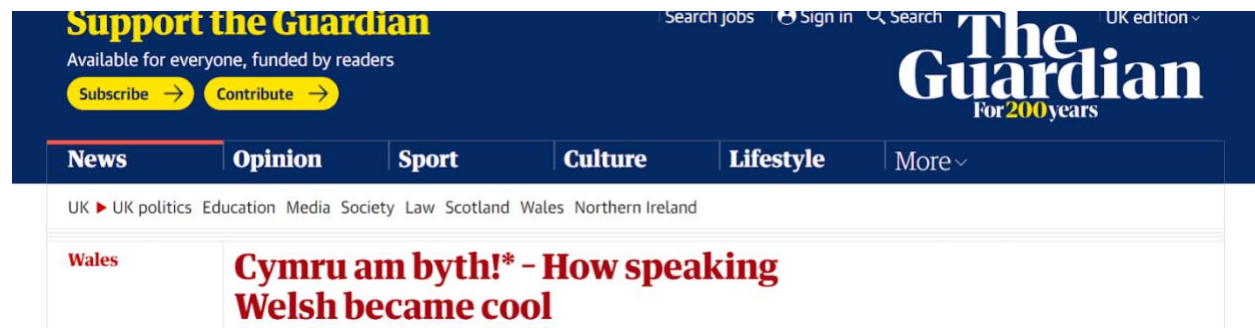 Support the Guardian
Search jobs Sign in Search UK edition
Available for everyone, funded by readers
Subscribe → Contribute →
The
Guardian
For 200 years
News Opinion Sport Culture Lifestyle More
UK ▶ UK politics Education Media Society Law Scotland Wales Northern Ireland
Wales
Cymru am byth!* – How speaking
Welsh became cool